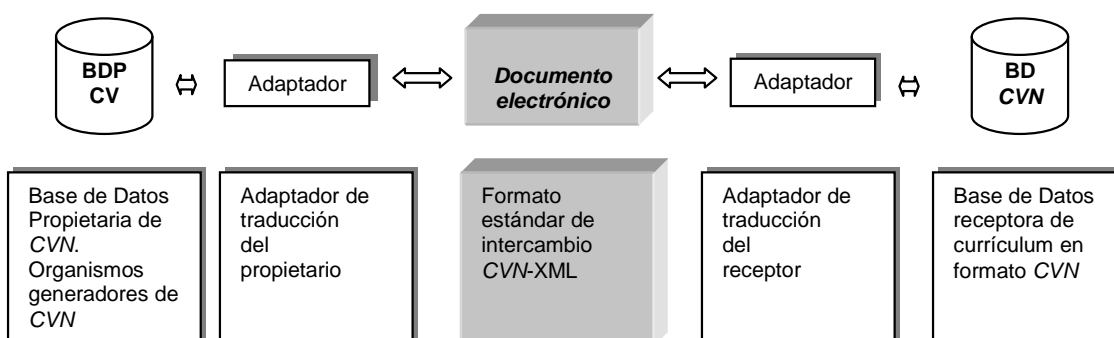 BDP
CV
Adaptador
Documento
electrónico
Adaptador
BD
CVN
Base de Datos
Propietaria de
CVN.
Organismos
generadores de
CVN
Adaptador de
traducción
del
propietario
Formato
estándar de
intercambio
CVN-XML
Adaptador de
traducción
del
receptor
Base de Datos
receptora de
currículum en
formato CVN